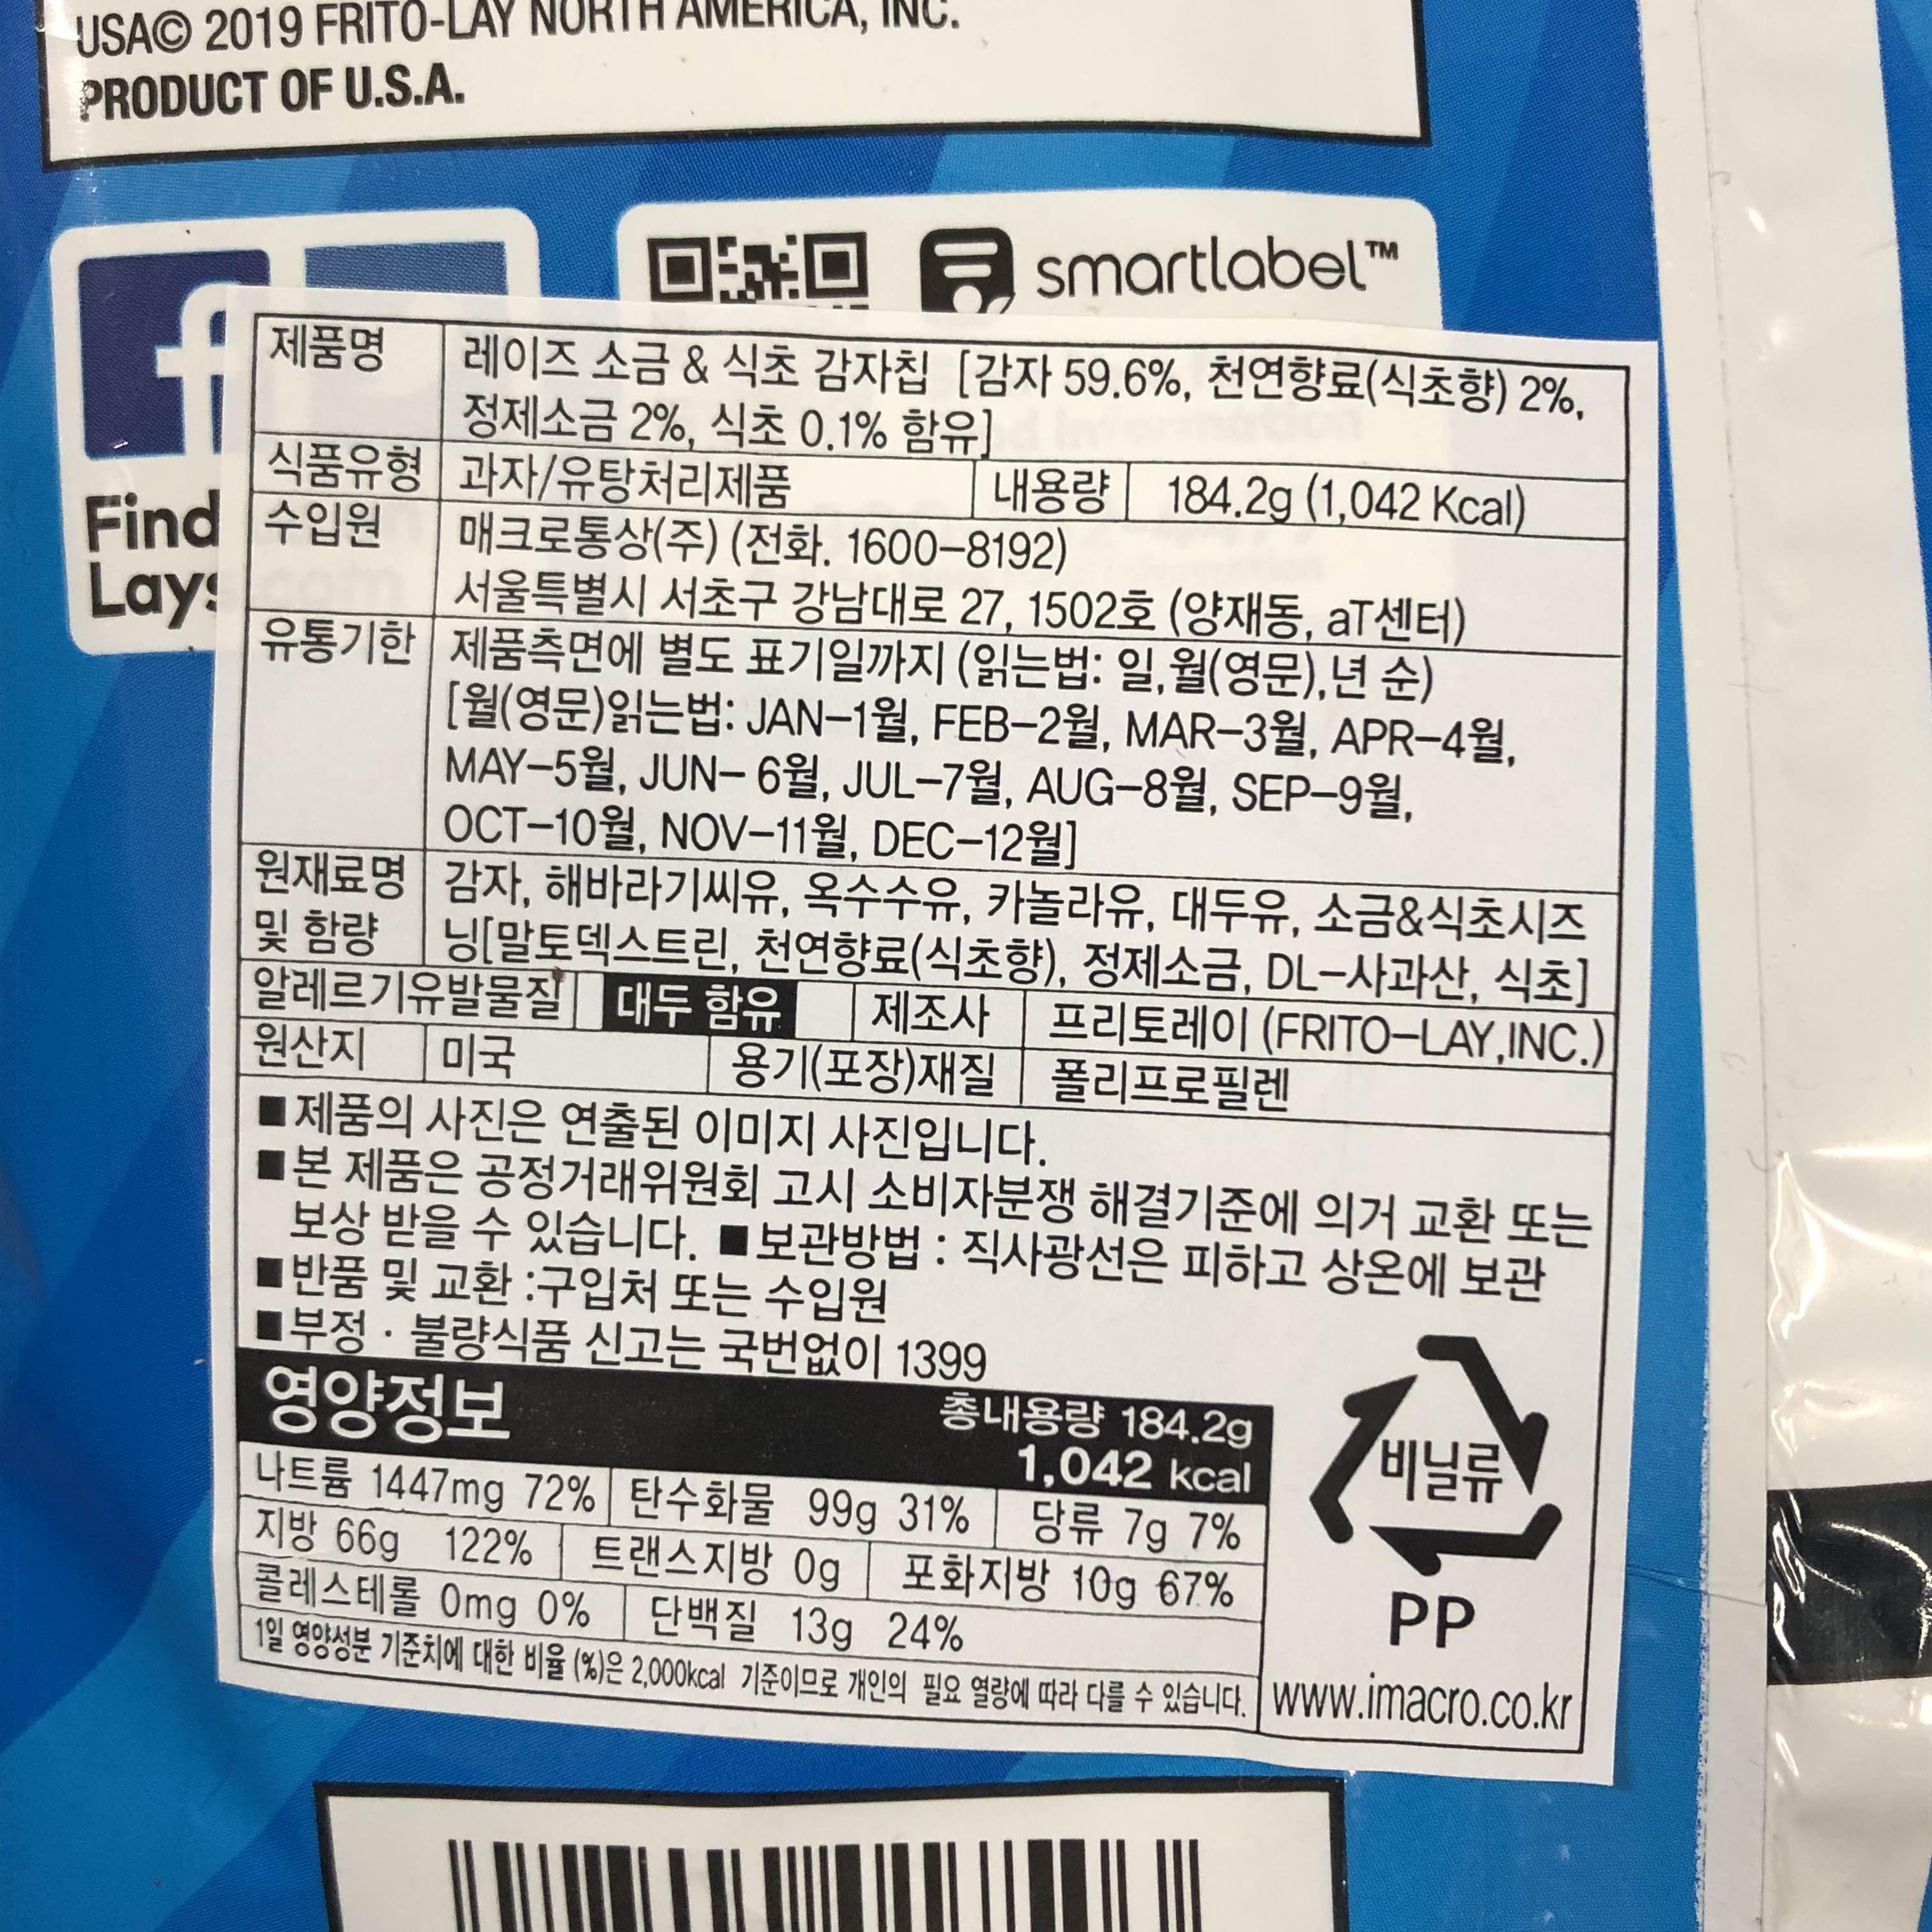 USA© 2019 FRITO-LAY NORTH AMERICA, INC.
PRODUCT OF U.S.A.
f
smartlabel™
Find
Lays
제품명 레이즈 소금 & 식초 감자칩 [감자 59.6%, 천연향료(식초향) 2%,
정제소금 2%, 식초 0.1% 함유]
식품유형 과자/유탕처리제품 내용량 184.2g (1,042 Kcal)
수입원 매크로통상(주) (전화. 1600-8192)
서울특별시 서초구 강남대로 27, 1502호 (양재동, aT센터)
유통기한 제품측면에 별도 표기일까지 (읽는법: 일,월(영문),년 순)
[월(영문)읽는법: JAN-1월, FEB-2월, MAR-3월, APR-4월,
MAY-5월, JUN- 6월, JUL-7월, AUG-8월, SEP-9월,
OCT-10월, NOV-11월, DEC-12월]
원재료명 감자, 해바라기씨유, 옥수수유, 카놀라유, 대두유, 소금&식초시즈
및 함량 닝[말토덱스트린, 천연향료(식초향), 정제소금, DL-사과산, 식초]
알레르기유발물질 대두 함유 제조사 프리토레이 (FRITO-LAY,INC.)
원산지 미국 용기(포장)재질 폴리프로필렌
■ 제품의 사진은 연출된 이미지 사진입니다.
■ 본 제품은 공정거래위원회 고시 소비자분쟁 해결기준에 의거 교환 또는
보상 받을 수 있습니다. ■ 보관방법 : 직사광선은 피하고 상온에 보관
■ 반품 및 교환 :구입처 또는 수입원
■ 부정 · 불량식품 신고는 국번없이 1399
영양정보 총내용량 184.2g
1,042 kcal
나트륨 1447mg 72% 탄수화물 99g 31% 당류 7g 7%
지방 66g 122% 트랜스지방 0g 포화지방 10g 67%
콜레스테롤 0mg 0% 단백질 13g 24%
1일 영양성분 기준치에 대한 비율 (%)은 2,000kcal 기준이므로 개인의 필요 열량에 따라 다를 수 있습니다.
비닐류
PP
www.imacro.co.kr